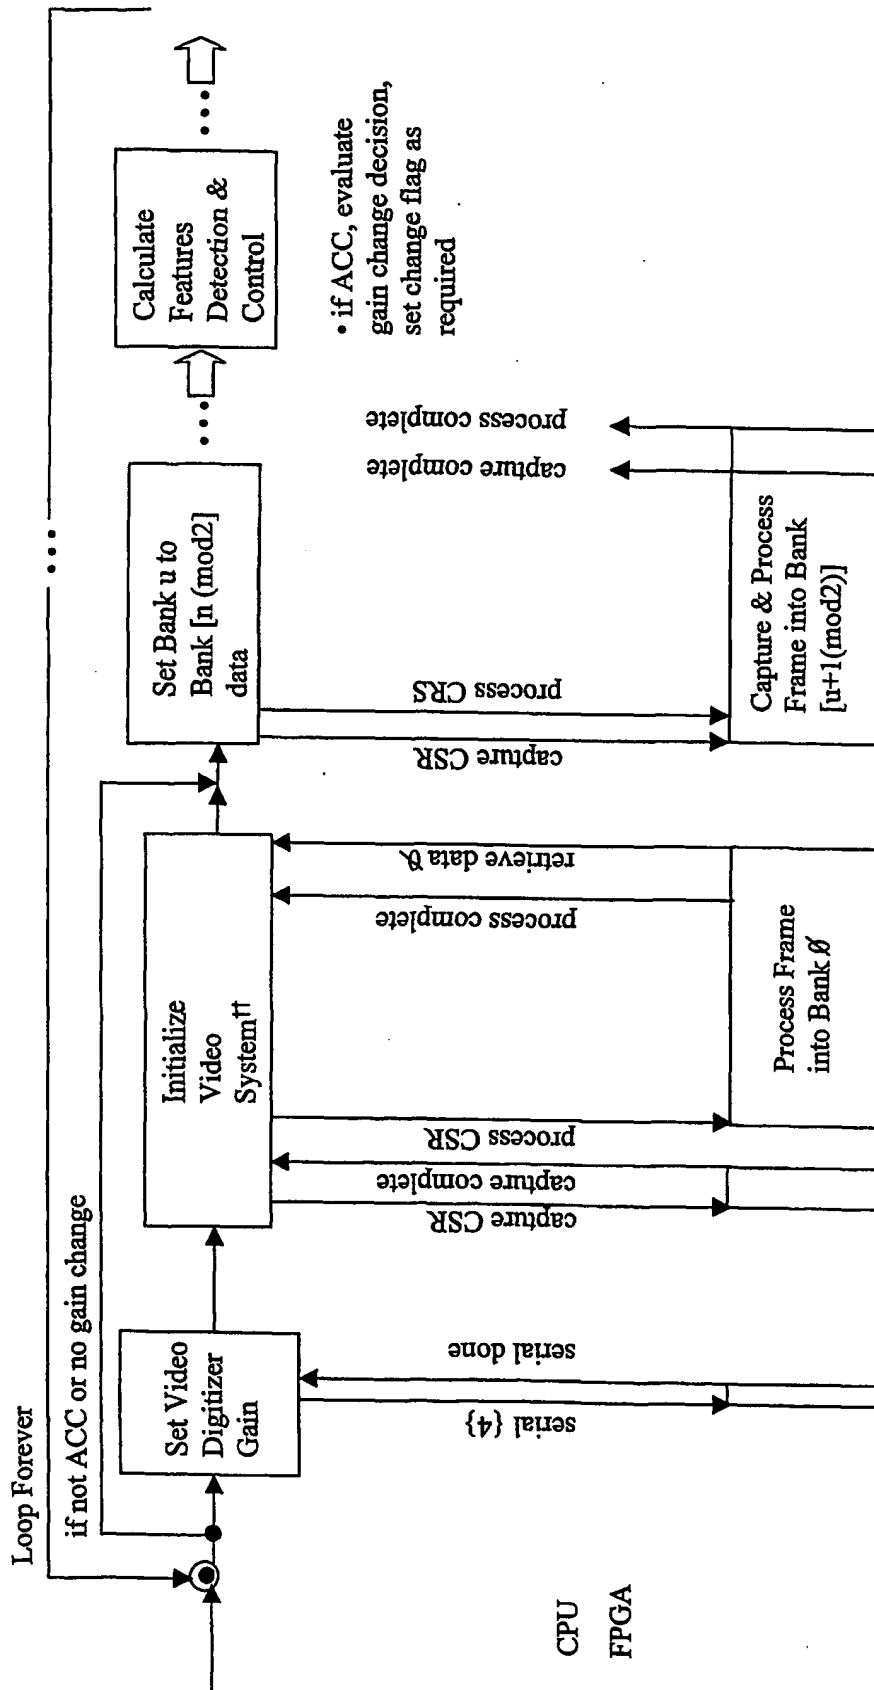 Loop Forever
if not ACC or no gain change
Set Video
Digitizer
Gain
Initialize
Video
System††
Set Bank u to
Bank [n (mod2]
data
• • •
Calculate
Features
Detection &
Control
• • •
• • •
• if ACC, evaluate
gain change decision,
set change flag as
required
serial {4}
serial done
capture CSR
capture complete
process CSR
process complete
retrieve data 0
capture CSR
process CRS
capture complete
process complete
CPU
FPGA
Process Frame
into Bank Ø
Capture & Process
Frame into Bank
[u+1(mod2)]